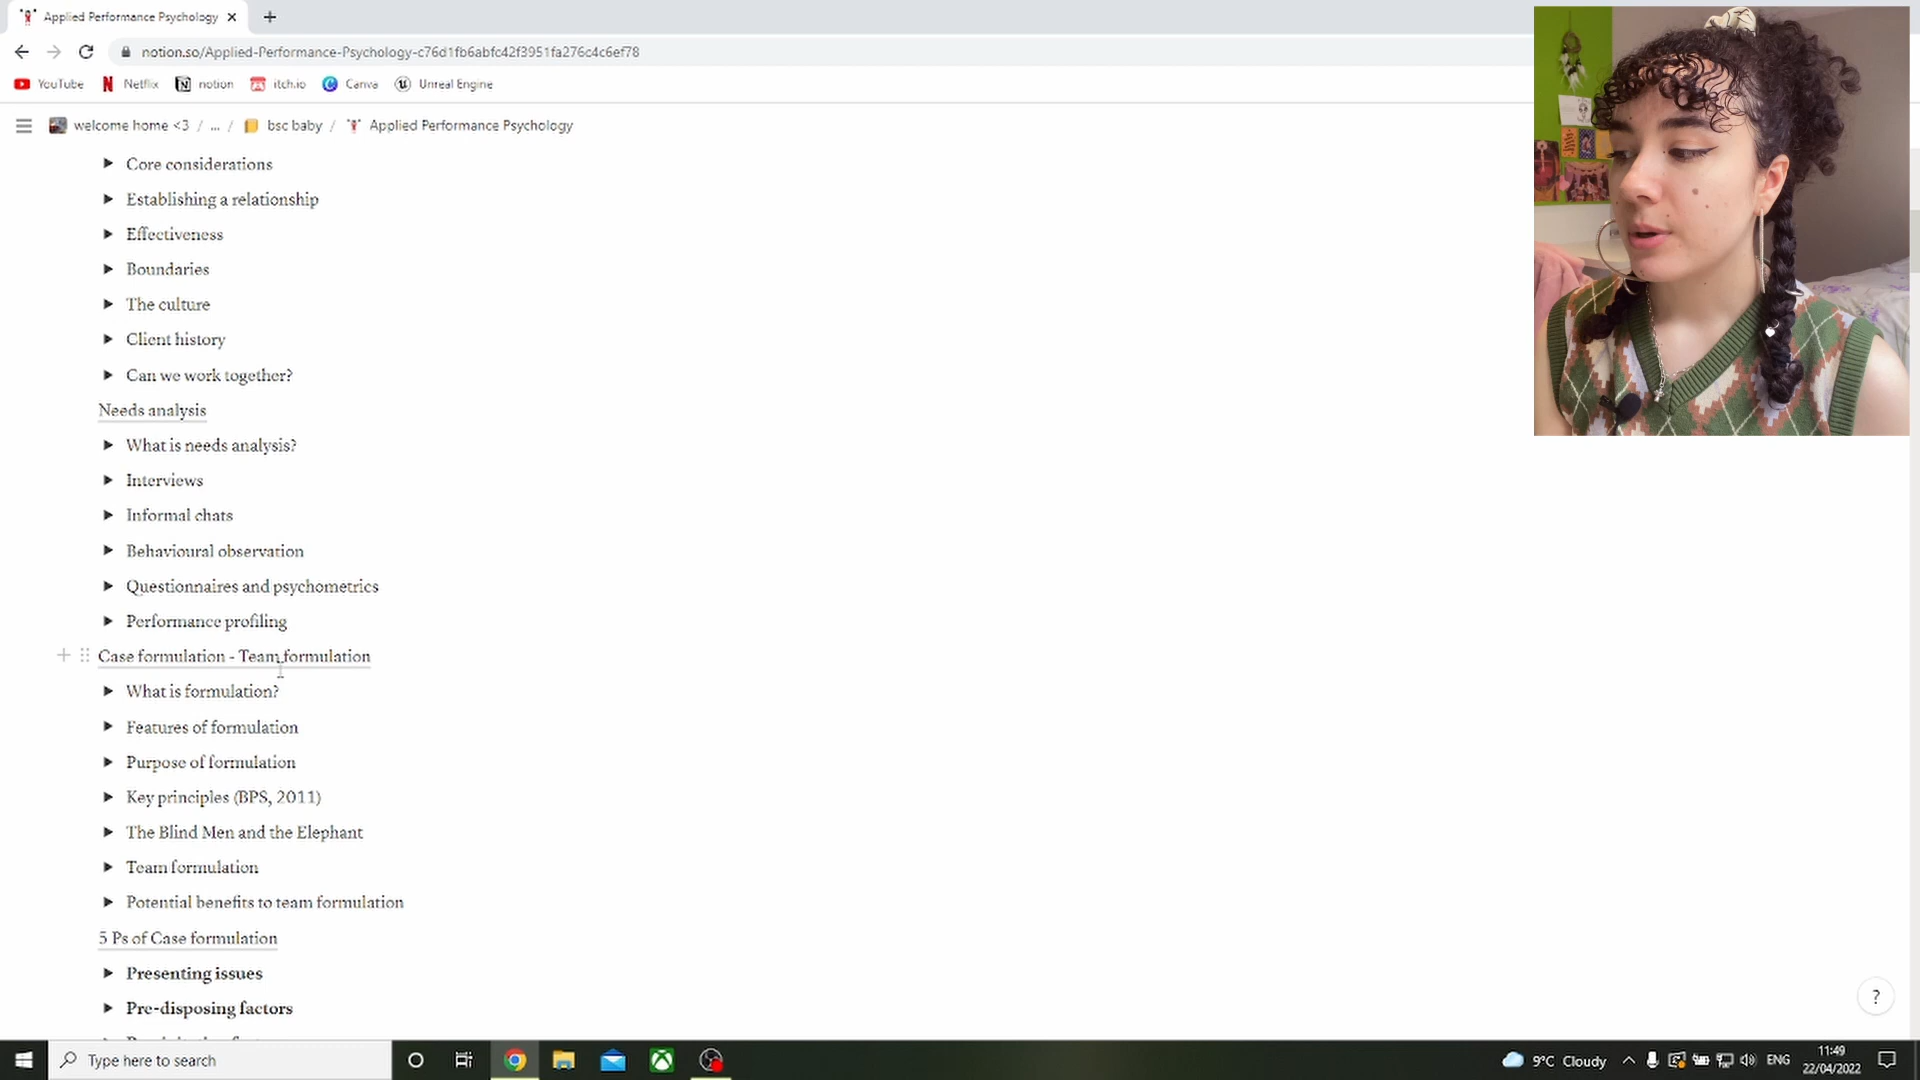 Applied Performance Psychology
notion.so/Applied-Performance-Psychology-c76d1fb6abfc42f3951fa276c4c6ef78
YouTube Netflix notion itch.io Canva Unreal Engine
welcome home <3 / ... / bsc baby / Applied Performance Psychology
Core considerations
Establishing a relationship
Effectiveness
Boundaries
The culture
Client history
Can we work together?
Needs analysis
What is needs analysis?
Interviews
Informal chats
Behavioural observation
Questionnaires and psychometrics
Performance profiling
Case formulation - Team formulation
What is formulation?
Features of formulation
Purpose of formulation
Key principles (BPS, 2011)
The Blind Men and the Elephant
Team formulation
Potential benefits to team formulation
5 Ps of Case formulation
Presenting issues
Pre-disposing factors
?
Type here to search
9°C Cloudy
ENG
11:49
22/04/2022